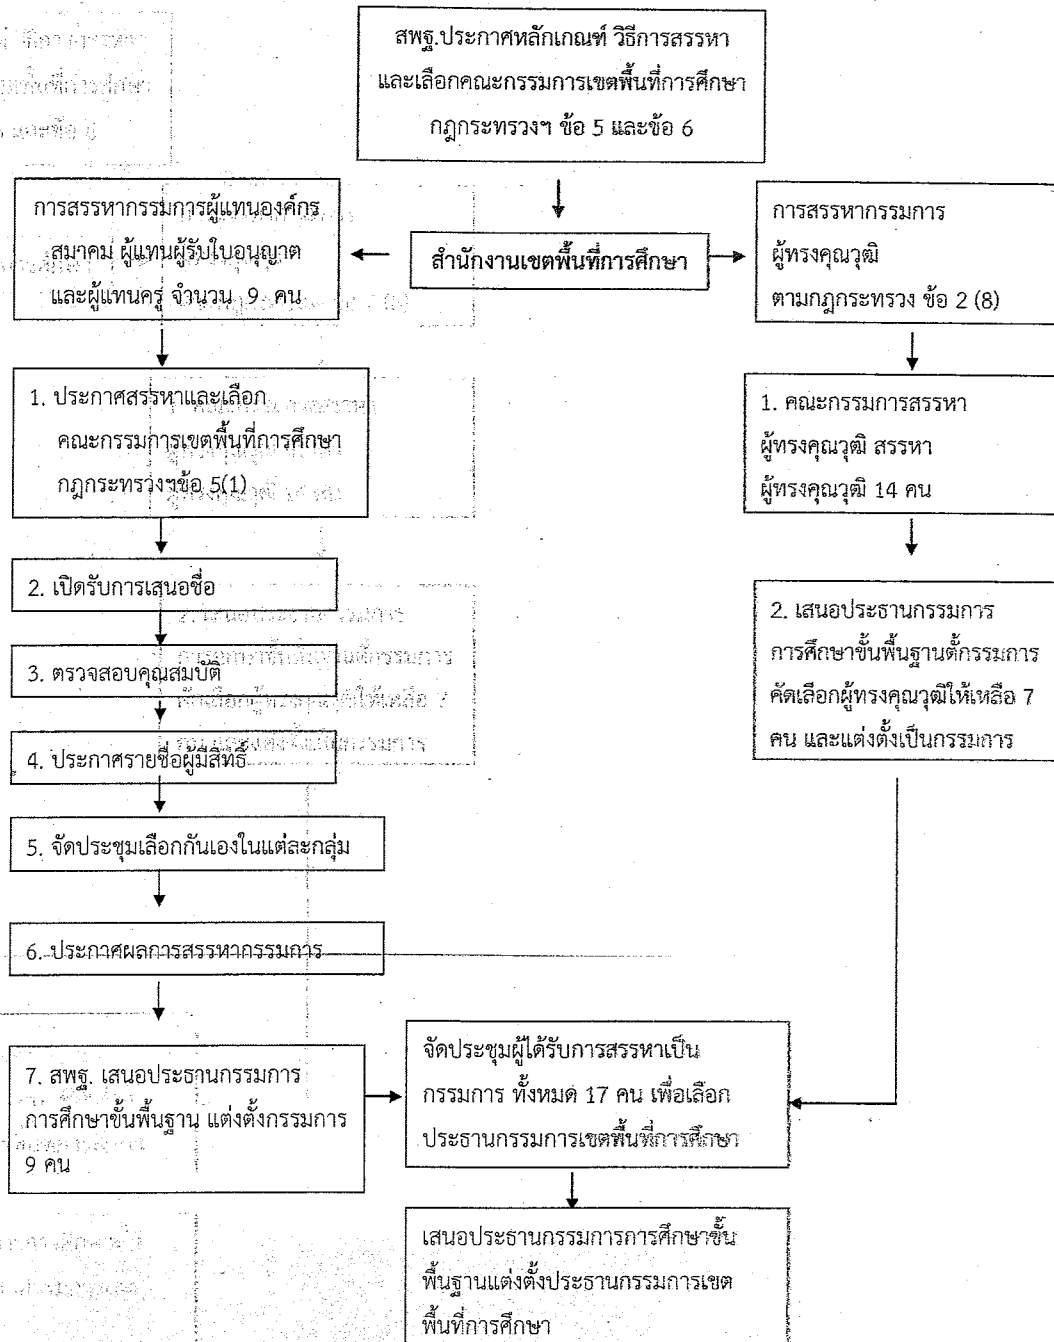 สพฐ.ประกาศหลักเกณฑ์ วิธีการสรรหา
และเลือกคณะกรรมการเขตพื้นที่การศึกษา
กฎกระทรวงฯ ข้อ 5 และข้อ 6
การสรรหากรรมการผู้แทนองค์กร
สมาคม ผู้แทนผู้รับใบอนุญาต
และผู้แทนครู จำนวน 9 คน
สำนักงานเขตพื้นที่การศึกษา
การสรรหากรรมการ
ผู้ทรงคุณวุฒิ
ตามกฎกระทรวง ข้อ 2 (8)
1. ประกาศสรรหาและเลือก
คณะกรรมการเขตพื้นที่การศึกษา
กฎกระทรวงฯข้อ 5(1)
2. เปิดรับการเสนอชื่อ
3. ตรวจสอบคุณสมบัติ
4. ประกาศรายชื่อผู้มีสิทธิ์
5. จัดประชุมเลือกกันเองในแต่ละกลุ่ม
6. ประกาศผลการสรรหากรรมการ
7. สพฐ. เสนอประธานกรรมการ
การศึกษาขั้นพื้นฐาน แต่งตั้งกรรมการ
9 คน
1. คณะกรรมการสรรหา
ผู้ทรงคุณวุฒิ สรรหา
ผู้ทรงคุณวุฒิ 14 คน
2. เสนอประธานกรรมการ
การศึกษาขั้นพื้นฐานตั้กรรมการ
คัดเลือกผู้ทรงคุณวุฒิให้เหลือ 7
คน และแต่งตั้งเป็นกรรมการ
จัดประชุมผู้ได้รับการสรรหาเป็น
กรรมการ ทั้งหมด 17 คน เพื่อเลือก
ประธานกรรมการเขตพื้นที่การศึกษา
เสนอประธานกรรมการการศึกษาขั้น
พื้นฐานแต่งตั้งประธานกรรมการเขต
พื้นที่การศึกษา